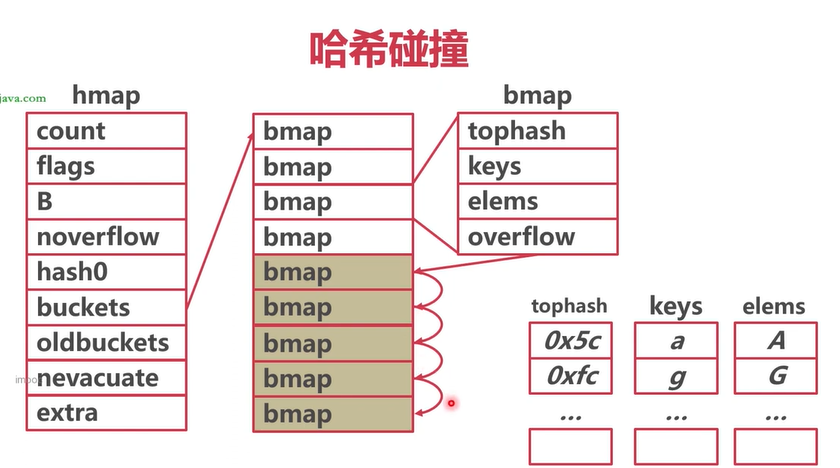 哈希碰撞
java.com
hmap
count
flags
B
noverflow
hash0
buckets
oldbuckets
impo
nevacuate
extra
bmap
bmap
bmap
bmap
bmap
bmap
bmap
bmap
bmap
bmap
tophash
keys
elems
overflow
tophash
keys
elems
0x5c
a
A
0xfc
g
G
...
...
...